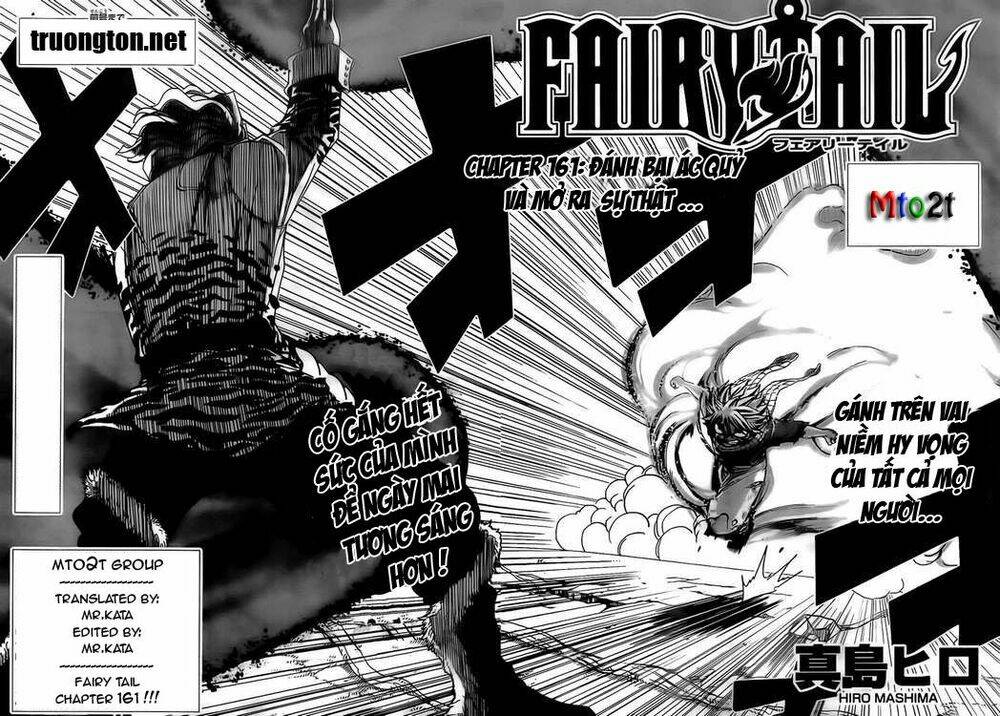 truongton.net
FAIRY TAIL
フェアリーテイル
CHAPTER 161: ĐÁNH BẠI ÁC QUỶ
VÀ MỞ RA SỰ THẬT ...
Mto2t
GÁNH TRÊN VAI
NIỀM HY VỌNG
CỦA TẤT CẢ MỌI
NGƯỜI...
CỐ GẮNG HẾT
SỨC CỦA MÌNH
ĐỂ NGÀY MAI
TƯƠNG SÁNG
HƠN !
MTO2T GROUP
TRANSLATED BY:
MR.KATA
EDITED BY:
MR.KATA
FAIRY TAIL
CHAPTER 161 !!!
真島ヒロ
HIRO MASHIMA